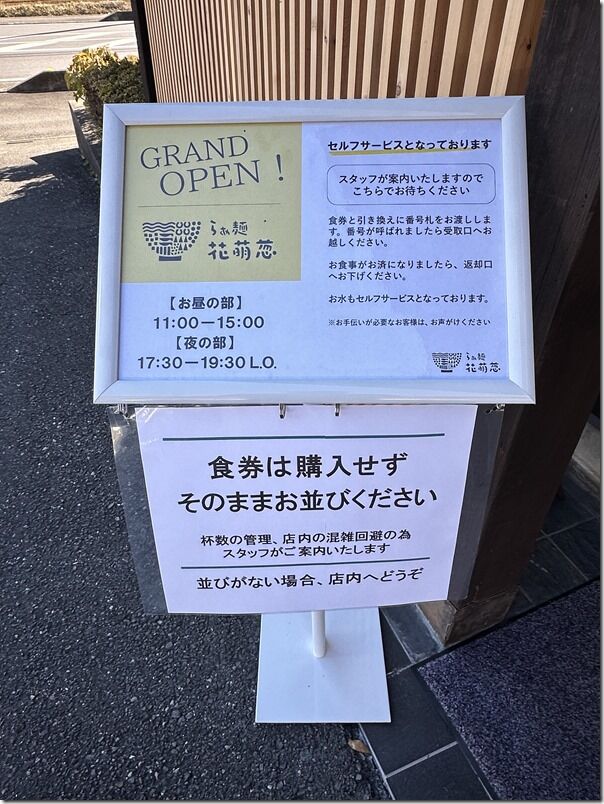 GRAND
OPEN!
らぁ麺
花萌葱
【お昼の部】
11:00ー15:00
【夜の部】
17:30ー19:30 L.O.
セルフサービスとなっております
スタッフが案内いたしますので
こちらでお待ちください
食券と引き換えに番号札をお渡ししま
す。番号が呼ばれましたら受取口へお
越しください。
お食事がお済になりましたら、返却口
へお下げください。
お水もセルフサービスとなっております。
※お手伝いが必要なお客様は、お声がけください
らぁ麺
花萌葱
食券は購入せず
そのままお並びください
杯数の管理、店内の混雑回避の為
スタッフがご案内いたします
並びがない場合、店内へどうぞ